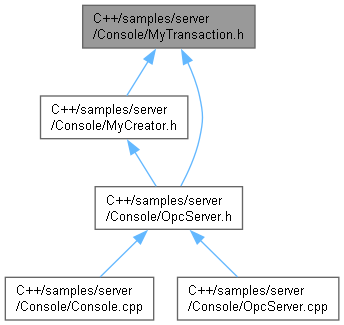 C++/samples/server
/Console/MyTransaction.h
C++/samples/server
/Console/MyCreator.h
C++/samples/server
/Console/OpcServer.h
C++/samples/server
/Console/Console.cpp
C++/samples/server
/Console/OpcServer.cpp